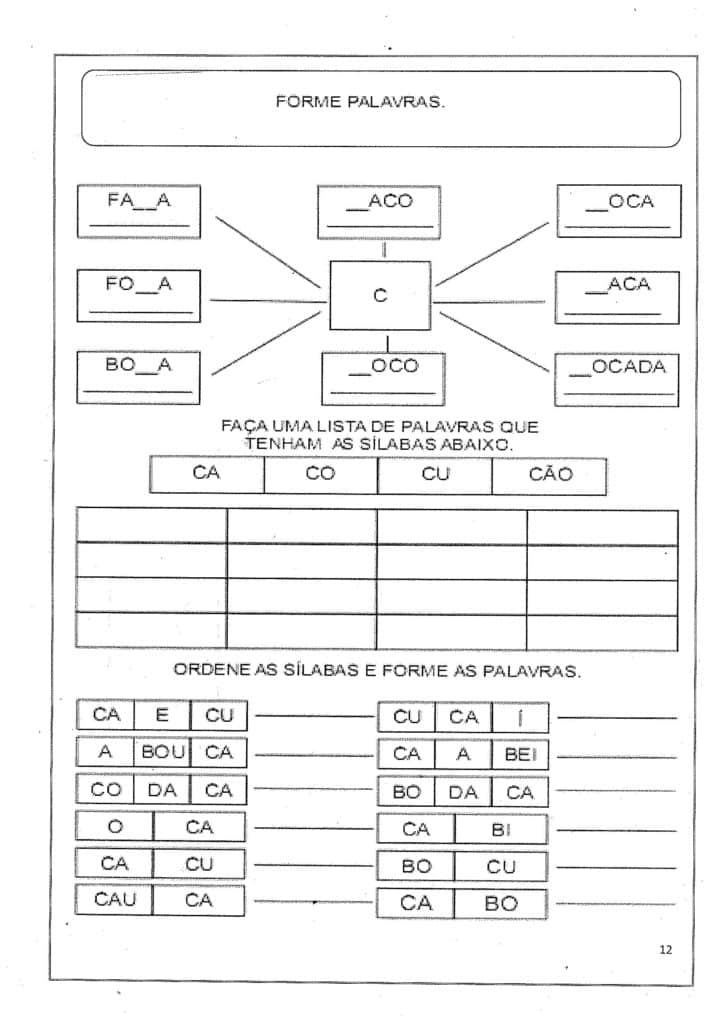 FORME PALAVRAS.
FA__A __ACO __OCA
FO__A C __ACA
BO__A __OCO __OCADA
FAÇA UMA LISTA DE PALAVRAS QUE
TENHAM AS SÍLABAS ABAIXO.
CA CO CU CÃO
ORDENE AS SÍLABAS E FORME AS PALAVRAS.
CA E CU CU CA Í
A BOU CA CA A BEI
CO DA CA BO DA CA
O CA CA BI
CA CU BO CU
CAU CA CA BO
12